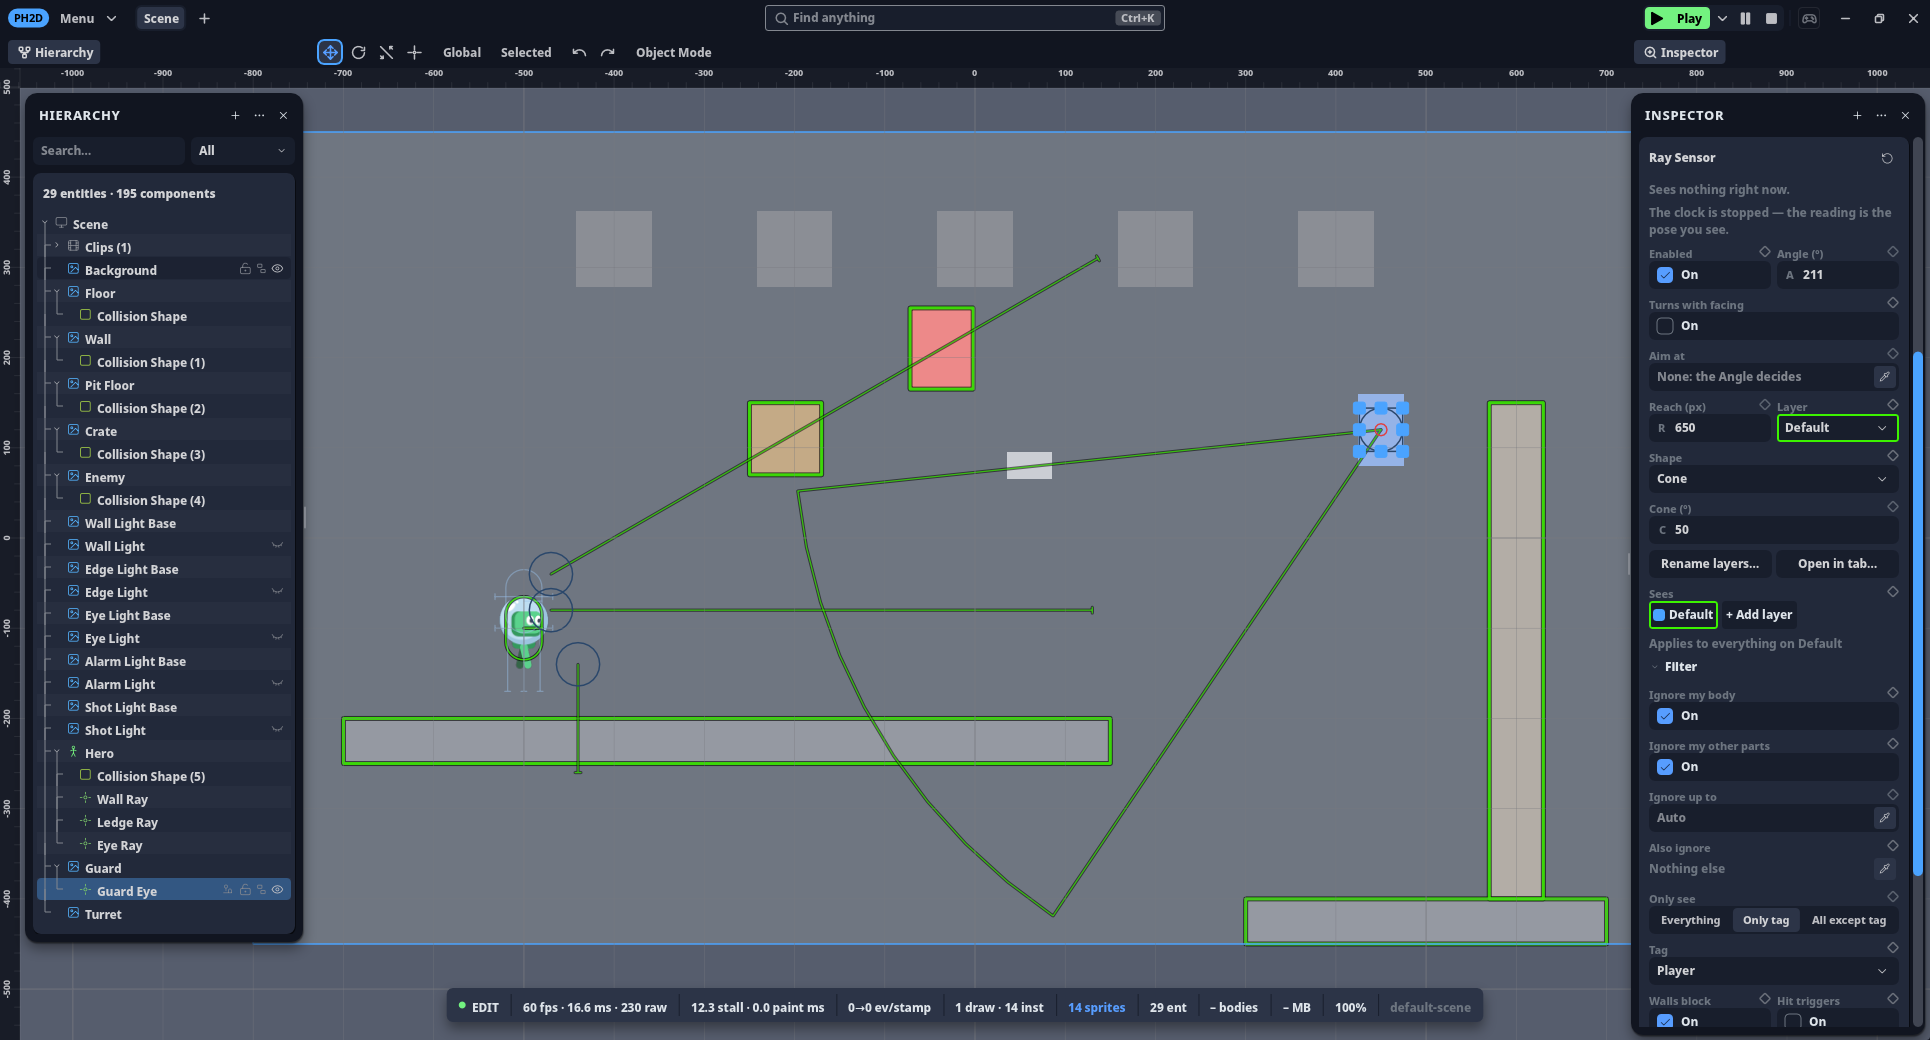 PH2D Menu Scene + Find anything Ctrl+K Play
Hierarchy Global Selected Object Mode Inspector
-1000 -900 -800 -700 -600 -500 -400 -300 -200 -100 0 100 200 300 400 500 600 700 800 900 1000
500
400
300
200
100
0
-100
-200
-300
-400
-500
HIERARCHY
Search... All
29 entities · 195 components
Scene
Clips (1)
Background
Floor
Collision Shape
Wall
Collision Shape (1)
Pit Floor
Collision Shape (2)
Crate
Collision Shape (3)
Enemy
Collision Shape (4)
Wall Light Base
Wall Light
Edge Light Base
Edge Light
Eye Light Base
Eye Light
Alarm Light Base
Alarm Light
Shot Light Base
Shot Light
Hero
Collision Shape (5)
Wall Ray
Ledge Ray
Eye Ray
Guard
Guard Eye
Turret
INSPECTOR
Ray Sensor
Sees nothing right now.
The clock is stopped — the reading is the
pose you see.
Enabled Angle (°)
On A 211
Turns with facing
On
Aim at
None: the Angle decides
Reach (px) Layer
R 650 Default
Shape
Cone
Cone (°)
C 50
Rename layers... Open in tab...
Sees
Default + Add layer
Applies to everything on Default
Filter
Ignore my body
On
Ignore my other parts
On
Ignore up to
Auto
Also ignore
Nothing else
Only see
Everything Only tag All except tag
Tag
Player
Walls block Hit triggers
On On
EDIT 60 fps · 16.6 ms · 230 raw 12.3 stall · 0.0 paint ms 0→0 ev/stamp 1 draw · 14 inst 14 sprites 29 ent – bodies – MB 100% default-scene